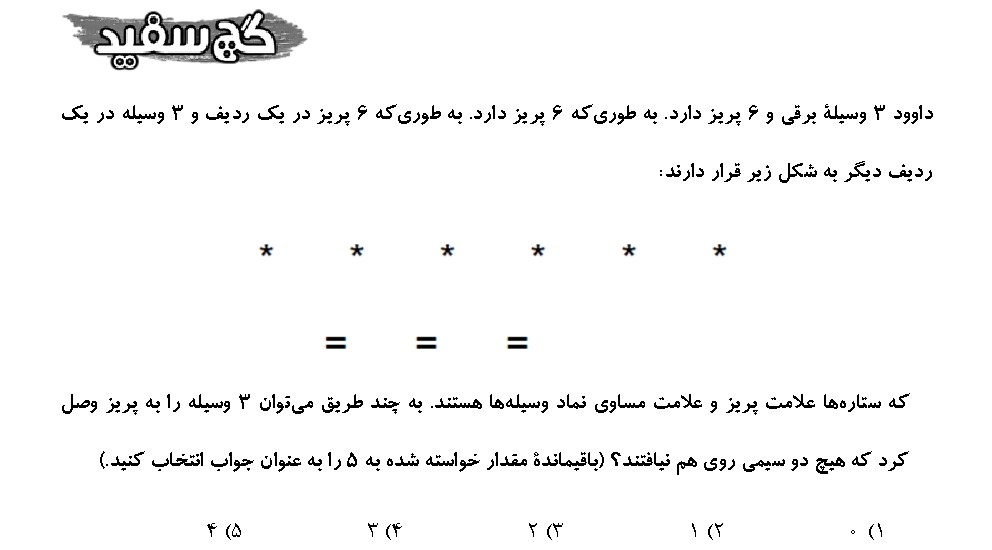 گچ سفید
داوود ۳ وسیلۀ برقی و ۶ پریز دارد. به طوری‌که ۶ پریز دارد. به طوری‌که ۶ پریز در یک ردیف و ۳ وسیله در یک
ردیف دیگر به شکل زیر قرار دارند:
* * * * * *
= = =
که ستاره‌ها علامت پریز و علامت مساوی نماد وسیله‌ها هستند. به چند طریق می‌توان ۳ وسیله را به پریز وصل
کرد که هیچ دو سیمی روی هم نیافتند؟ (باقیماندۀ مقدار خواسته شده به ۵ را به عنوان جواب انتخاب کنید.)
۱) ۰ ۲) ۱ ۳) ۲ ۴) ۳ ۵) ۴